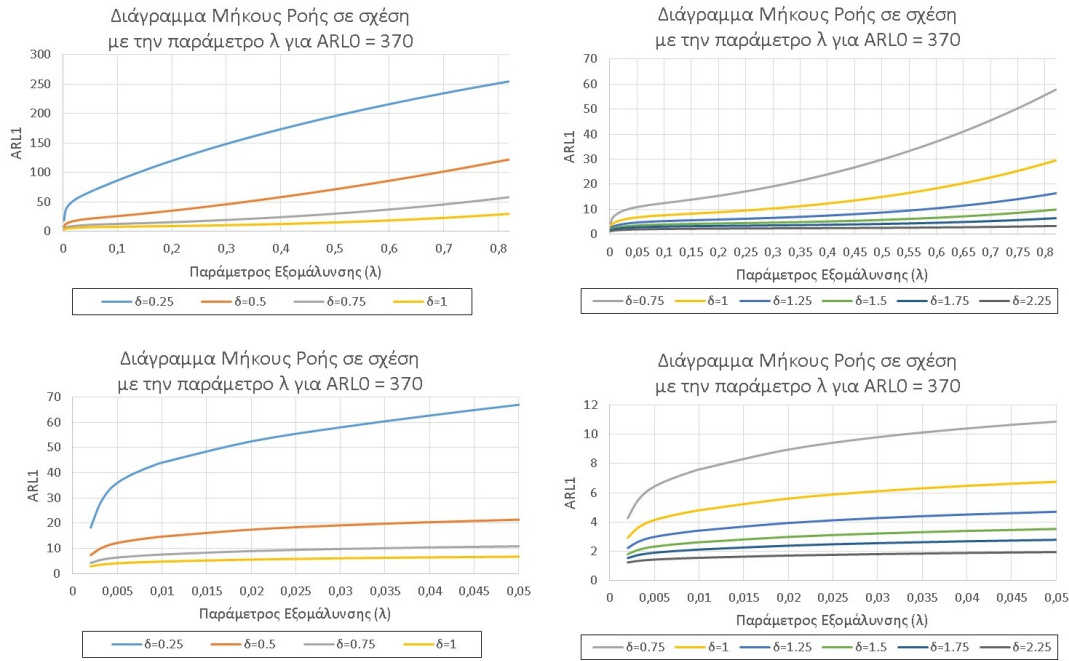 Διάγραμμα Μήκους Ροής σε σχέση
με την παράμετρο λ για ARL0 = 370
300
250
200
150
100
50
0
ARL1
0 0,1 0,2 0,3 0,4 0,5 0,6 0,7 0,8
Παράμετρος Εξομάλυνσης (λ)
δ=0.25 δ=0.5 δ=0.75 δ=1
Διάγραμμα Μήκους Ροής σε σχέση
με την παράμετρο λ για ARL0 = 370
70
60
50
40
30
20
10
0
ARL1
0 0,05 0,1 0,15 0,2 0,25 0,3 0,35 0,4 0,45 0,5 0,55 0,6 0,65 0,7 0,75 0,8
Παράμετρος Εξομάλυνσης (λ)
δ=0.75 δ=1 δ=1.25 δ=1.5 δ=1.75 δ=2.25
Διάγραμμα Μήκους Ροής σε σχέση
με την παράμετρο λ για ARL0 = 370
70
60
50
40
30
20
10
0
ARL1
0 0,005 0,01 0,015 0,02 0,025 0,03 0,035 0,04 0,045 0,05
Παράμετρος Εξομάλυνσης (λ)
δ=0.25 δ=0.5 δ=0.75 δ=1
Διάγραμμα Μήκους Ροής σε σχέση
με την παράμετρο λ για ARL0 = 370
12
10
8
6
4
2
0
ARL1
0 0,005 0,01 0,015 0,02 0,025 0,03 0,035 0,04 0,045 0,05
Παράμετρος Εξομάλυνσης (λ)
δ=0.75 δ=1 δ=1.25 δ=1.5 δ=1.75 δ=2.25